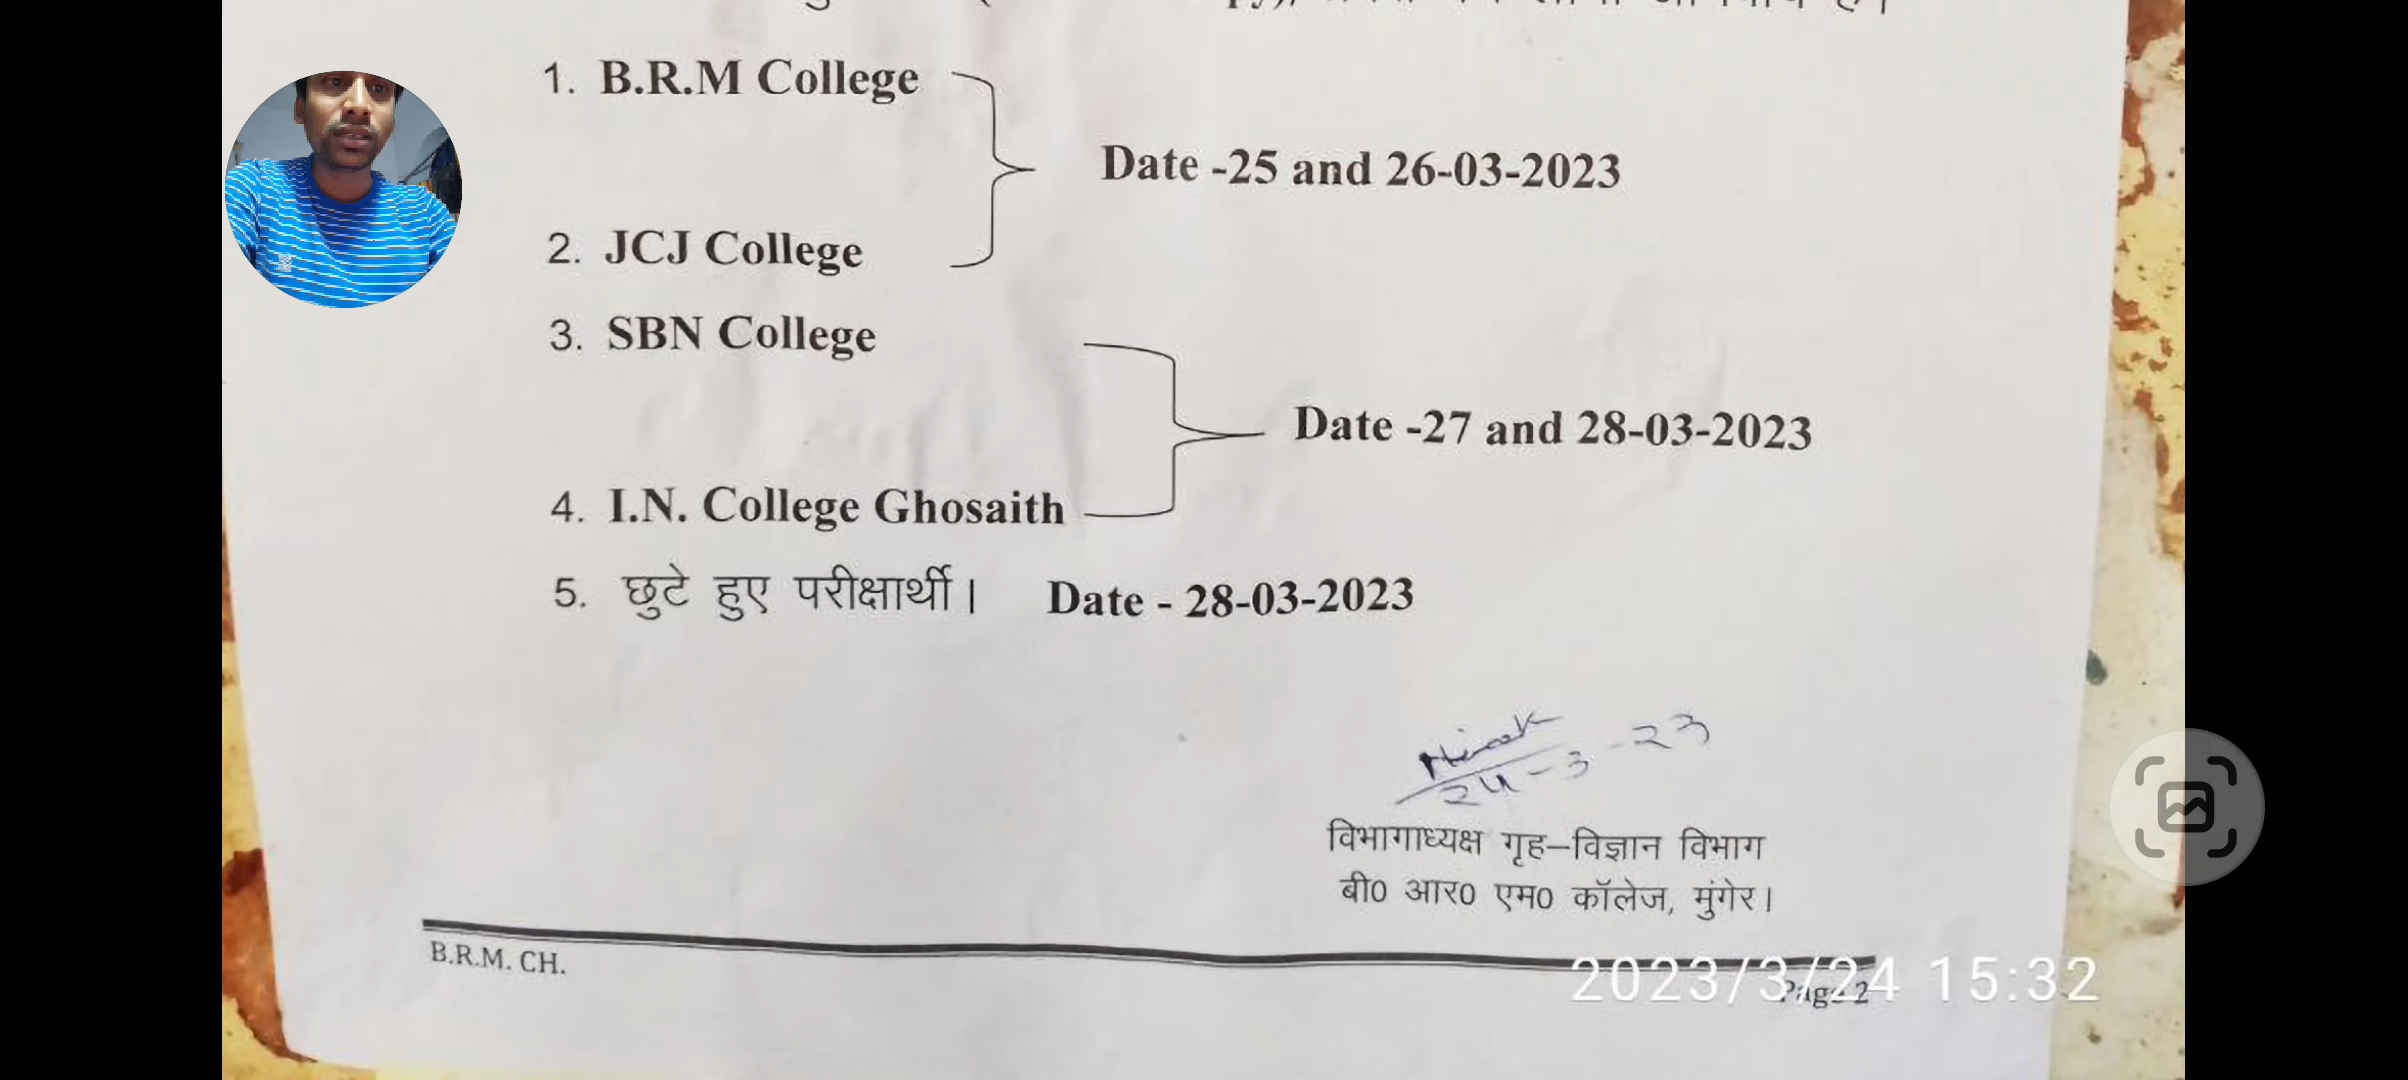 1. B.R.M College
Date -25 and 26-03-2023
2. JCJ College
3. SBN College
Date -27 and 28-03-2023
4. I.N. College Ghosaith
5. छुटे हुए परीक्षार्थी। Date - 28-03-2023
24-3-23
विभागाध्यक्ष गृह–विज्ञान विभाग
बी0 आर0 एम0 कॉलेज, मुंगेर।
B.R.M. CH.
2023/3/24 15:32
Page 2